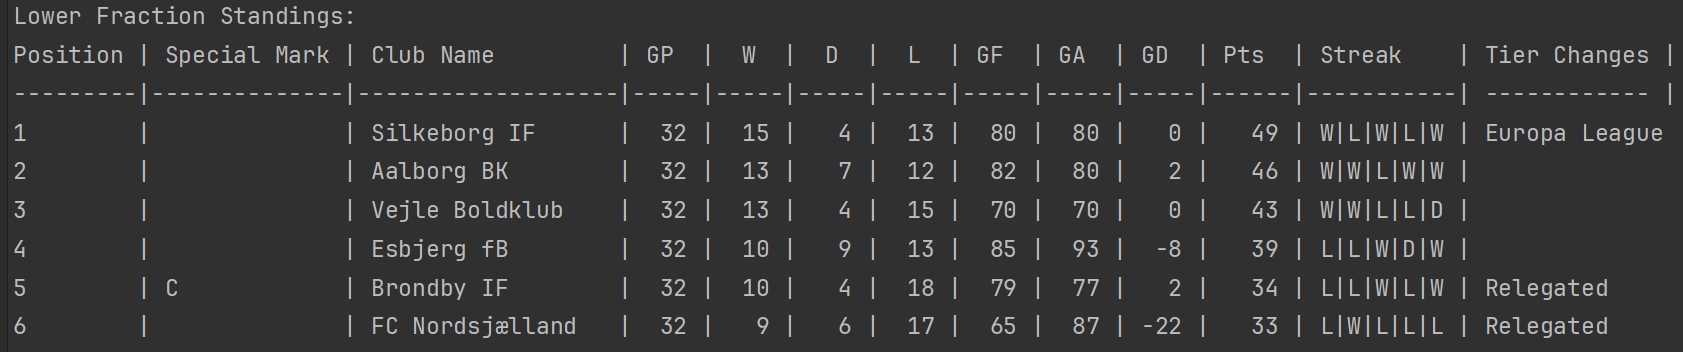 Lower Fraction Standings:
Position | Special Mark | Club Name         | GP  |  W  |  D  |  L  | GF  | GA  | GD  | Pts  | Streak    | Tier Changes |
---------|--------------|-------------------|-----|-----|-----|-----|-----|-----|-----|------|-----------| ------------ |
1        |              | Silkeborg IF      |  32 |  15 |   4 |  13 |  80 |  80 |   0 |   49 | W|L|W|L|W | Europa League
2        |              | Aalborg BK        |  32 |  13 |   7 |  12 |  82 |  80 |   2 |   46 | W|W|L|W|W |
3        |              | Vejle Boldklub    |  32 |  13 |   4 |  15 |  70 |  70 |   0 |   43 | W|W|L|L|D |
4        |              | Esbjerg fB        |  32 |  10 |   9 |  13 |  85 |  93 |  -8 |   39 | L|L|W|D|W |
5        | C            | Brondby IF        |  32 |  10 |   4 |  18 |  79 |  77 |   2 |   34 | L|L|W|L|W | Relegated
6        |              | FC Nordsjælland   |  32 |   9 |   6 |  17 |  65 |  87 | -22 |   33 | L|W|L|L|L | Relegated